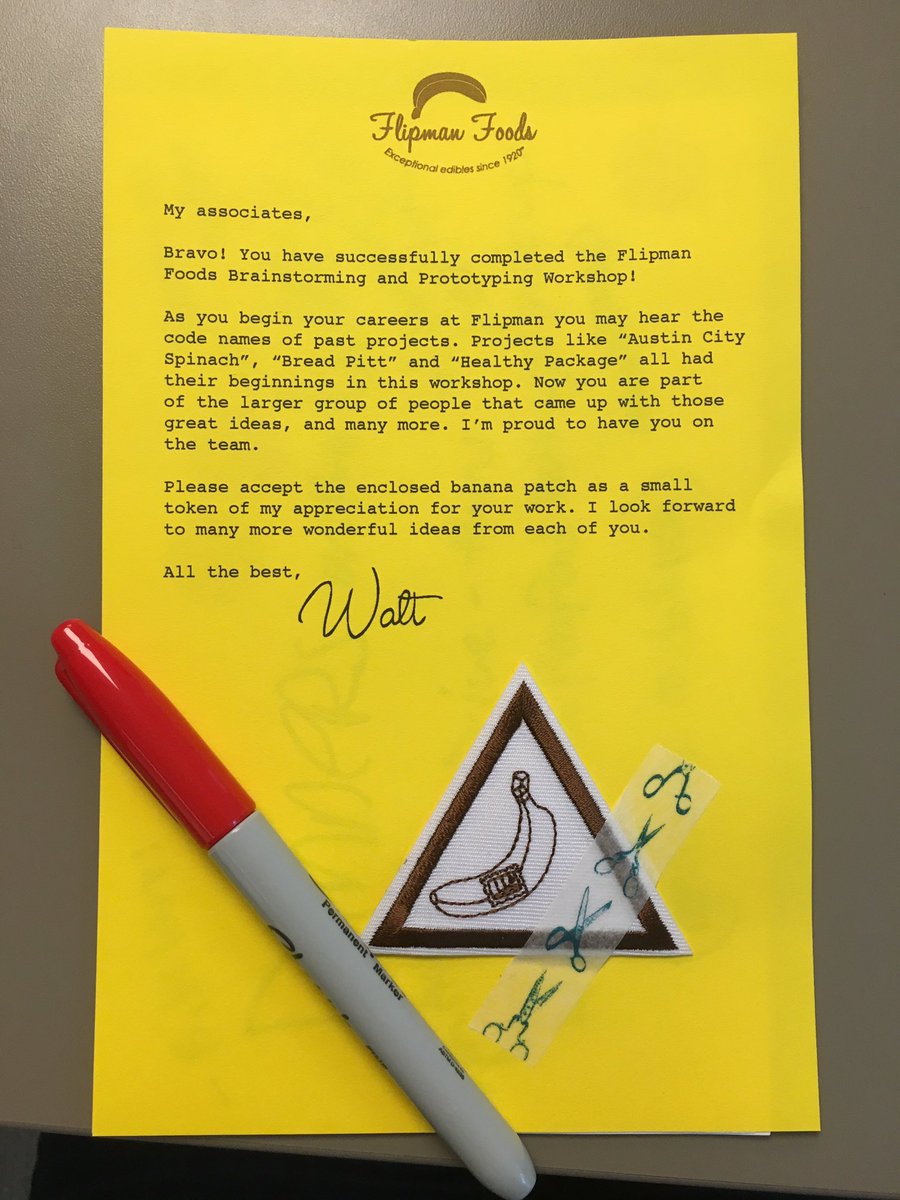 Flipman Foods
Exceptional edibles since 1920
My associates,
Bravo! You have successfully completed the Flipman
Foods Brainstorming and Prototyping Workshop!
As you begin your careers at Flipman you may hear the
code names of past projects. Projects like “Austin City
Spinach”, “Bread Pitt” and “Healthy Package” all had
their beginnings in this workshop. Now you are part
of the larger group of people that came up with those
great ideas, and many more. I’m proud to have you on
the team.
Please accept the enclosed banana patch as a small
token of my appreciation for your work. I look forward
to many more wonderful ideas from each of you.
All the best,
Walt
Permanent Marker